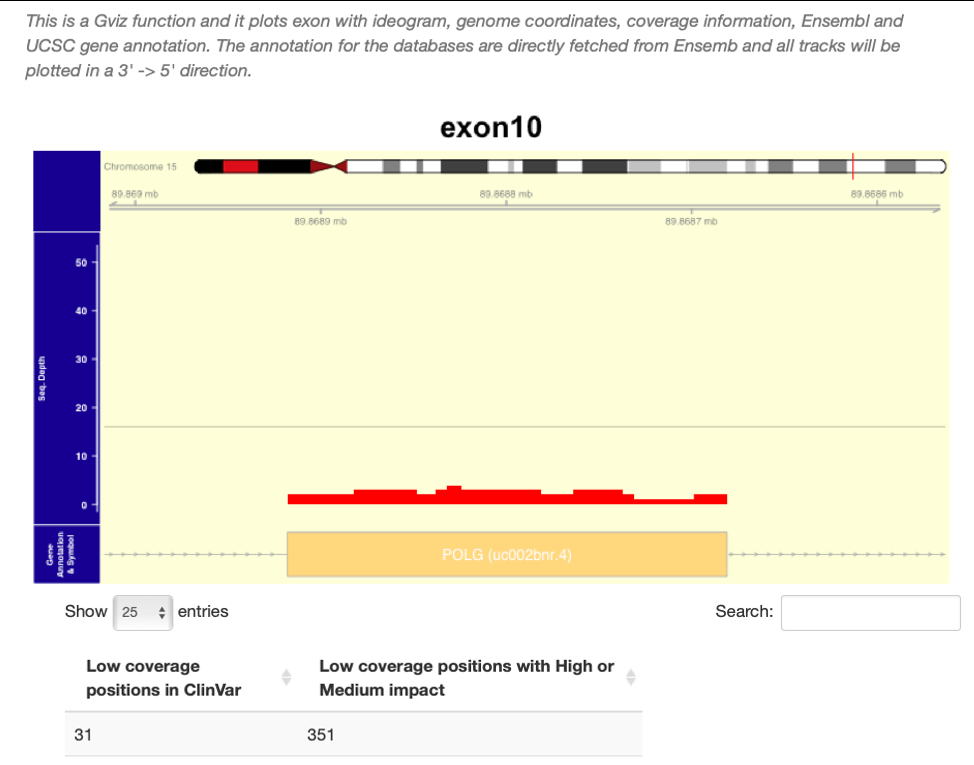 This is a Gviz function and it plots exon with ideogram, genome coordinates, coverage information, Ensembl and
UCSC gene annotation. The annotation for the databases are directly fetched from Ensemb and all tracks will be
plotted in a 3' -> 5' direction.
exon10
Chromosome 15
89.869 mb
89.8688 mb
89.8686 mb
89.8689 mb
89.8687 mb
Seq. Depth
50
40
30
20
10
0
Gene
Annotation
& Symbol
POLG (uc002bnr.4)
Show 25 entries
Search:
Low coverage
positions in ClinVar
Low coverage positions with High or
Medium impact
31
351